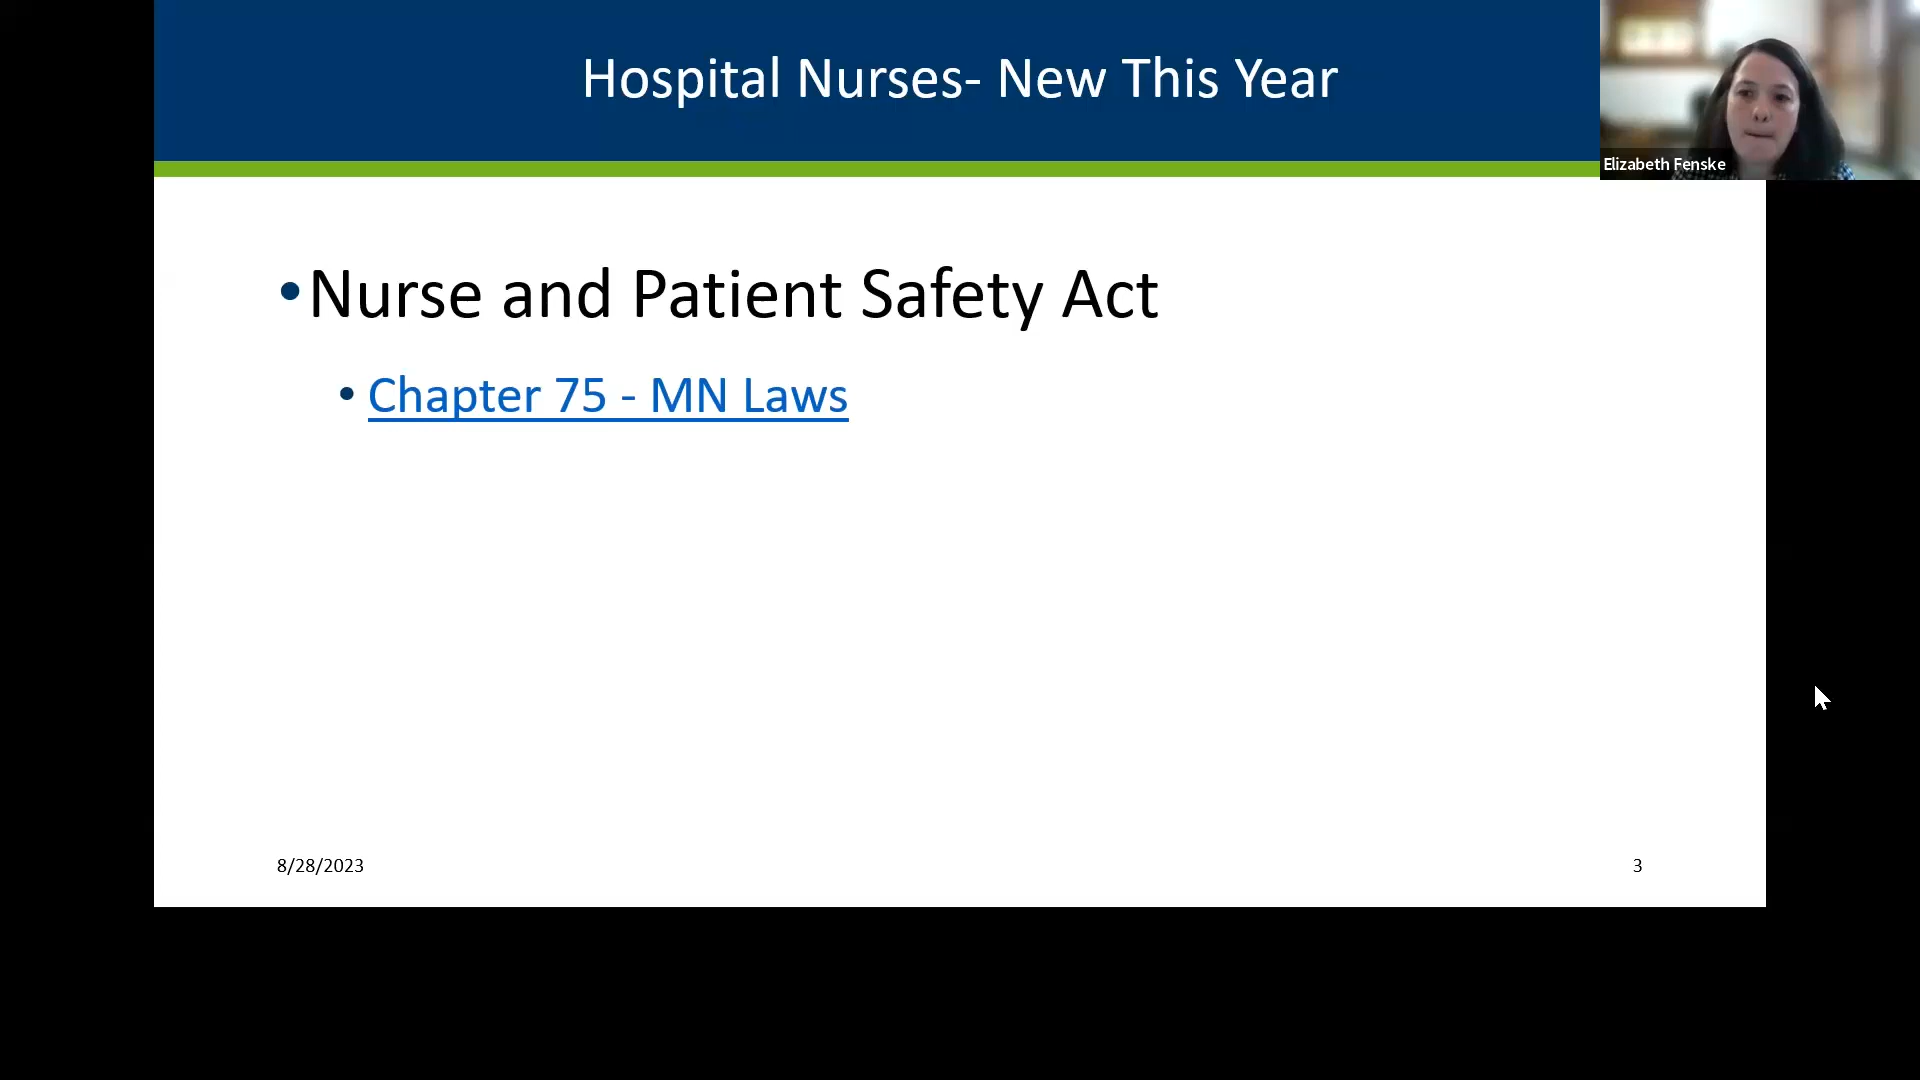 Hospital Nurses- New This Year
Elizabeth Fenske
•Nurse and Patient Safety Act
• Chapter 75 - MN Laws
8/28/2023
3